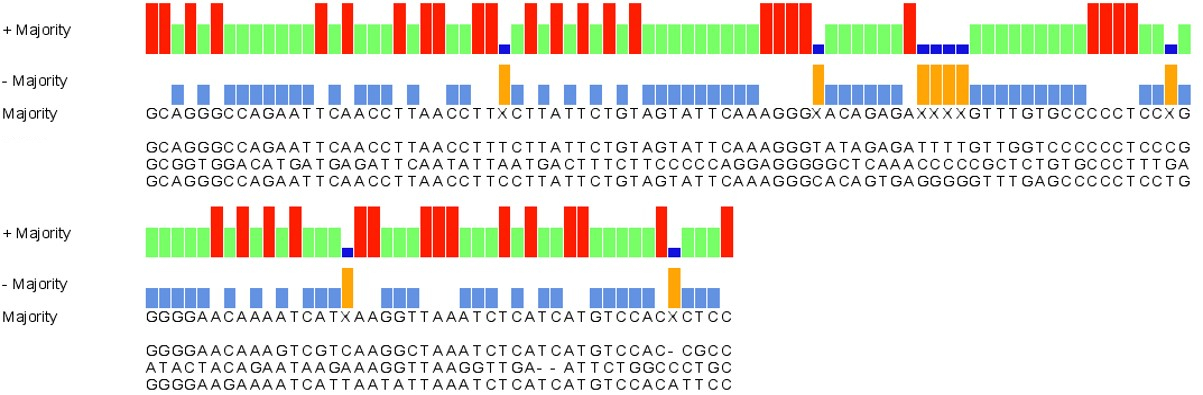 + Majority
- Majority
Majority GCAGGGCCAGAATTCAACCTTAACCTTXCTTATTCTGTAGTATTCAAAGGGXACAGAGAXXXXGTTTGTGCCCCCTCCXG
GCAGGGCCAGAATTCAACCTTAACCTTTCTTATTCTGTAGTATTCAAAGGGTATAGAGATTTTGTTGGTCCCCCCTCCCG
GCGGTGGACATGATGAGATTCAATATTAATGACTTTCTTCCCCCAGGAGGGGGCTCAAACCCCCGCTCTGTGCCCTTTGA
GCAGGGCCAGAATTCAACCTTAACCTTCCTTATTCTGTAGTATTCAAAGGGCACAGTGAGGGGGTTTGAGCCCCCTCCTG
+ Majority
- Majority
Majority GGGGAACAAAATCATXAAGGTTAAATCTCATCATGTCCACXCTCC
GGGGAACAAAGTCGTCAAGGCTAAATCTCATCATGTCCAC-CGCC
ATACTACAGAATAAGAAAGGTTAAGGTTGA--ATTCTGGCCCTGC
GGGGAAGAAAATCATTAATATTAAATCTCATCATGTCCACATTCC